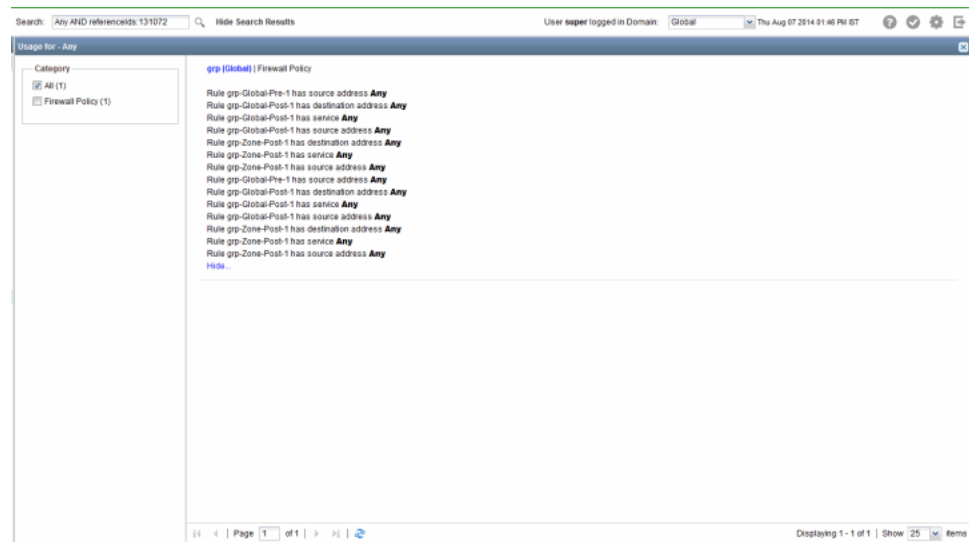 Search: Any AND referenceIds:131072 Hide Search Results User super logged in Domain: Global Thu Aug 07 2014 01:46 PM IST
Usage for - Any
Category
All (1)
Firewall Policy (1)
grp (Global) | Firewall Policy
Rule grp-Global-Pre-1 has source address Any
Rule grp-Global-Post-1 has destination address Any
Rule grp-Global-Post-1 has service Any
Rule grp-Global-Post-1 has source address Any
Rule grp-Zone-Post-1 has destination address Any
Rule grp-Zone-Post-1 has service Any
Rule grp-Zone-Post-1 has source address Any
Rule grp-Global-Pre-1 has source address Any
Rule grp-Global-Post-1 has destination address Any
Rule grp-Global-Post-1 has service Any
Rule grp-Global-Post-1 has source address Any
Rule grp-Zone-Post-1 has destination address Any
Rule grp-Zone-Post-1 has service Any
Rule grp-Zone-Post-1 has source address Any
Hide...
Page 1 of 1 | Displaying 1 - 1 of 1 | Show 25 items